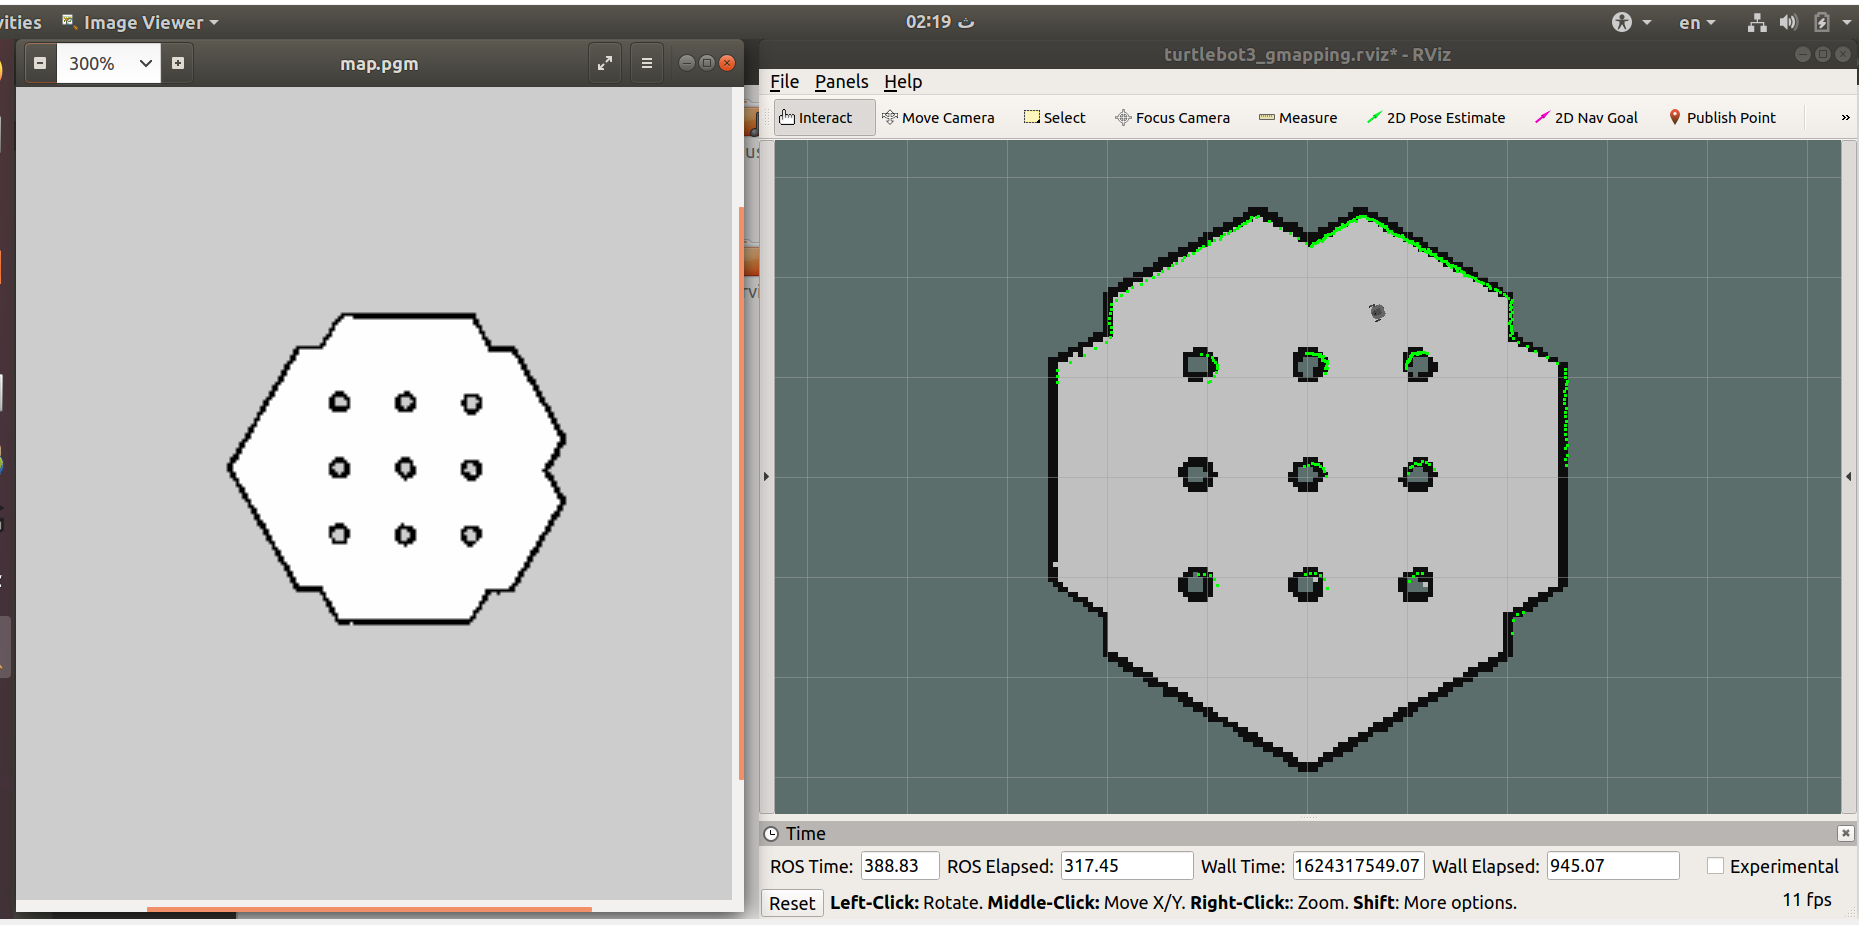 vities Image Viewer 02:19 ث en
300% map.pgm
turtlebot3_gmapping.rviz* - RViz
File Panels Help
Interact Move Camera Select Focus Camera Measure 2D Pose Estimate 2D Nav Goal Publish Point »
us
rvi
Time
ROS Time: 388.83 ROS Elapsed: 317.45 Wall Time: 1624317549.07 Wall Elapsed: 945.07 Experimental
Reset Left-Click: Rotate. Middle-Click: Move X/Y. Right-Click:: Zoom. Shift: More options. 11 fps